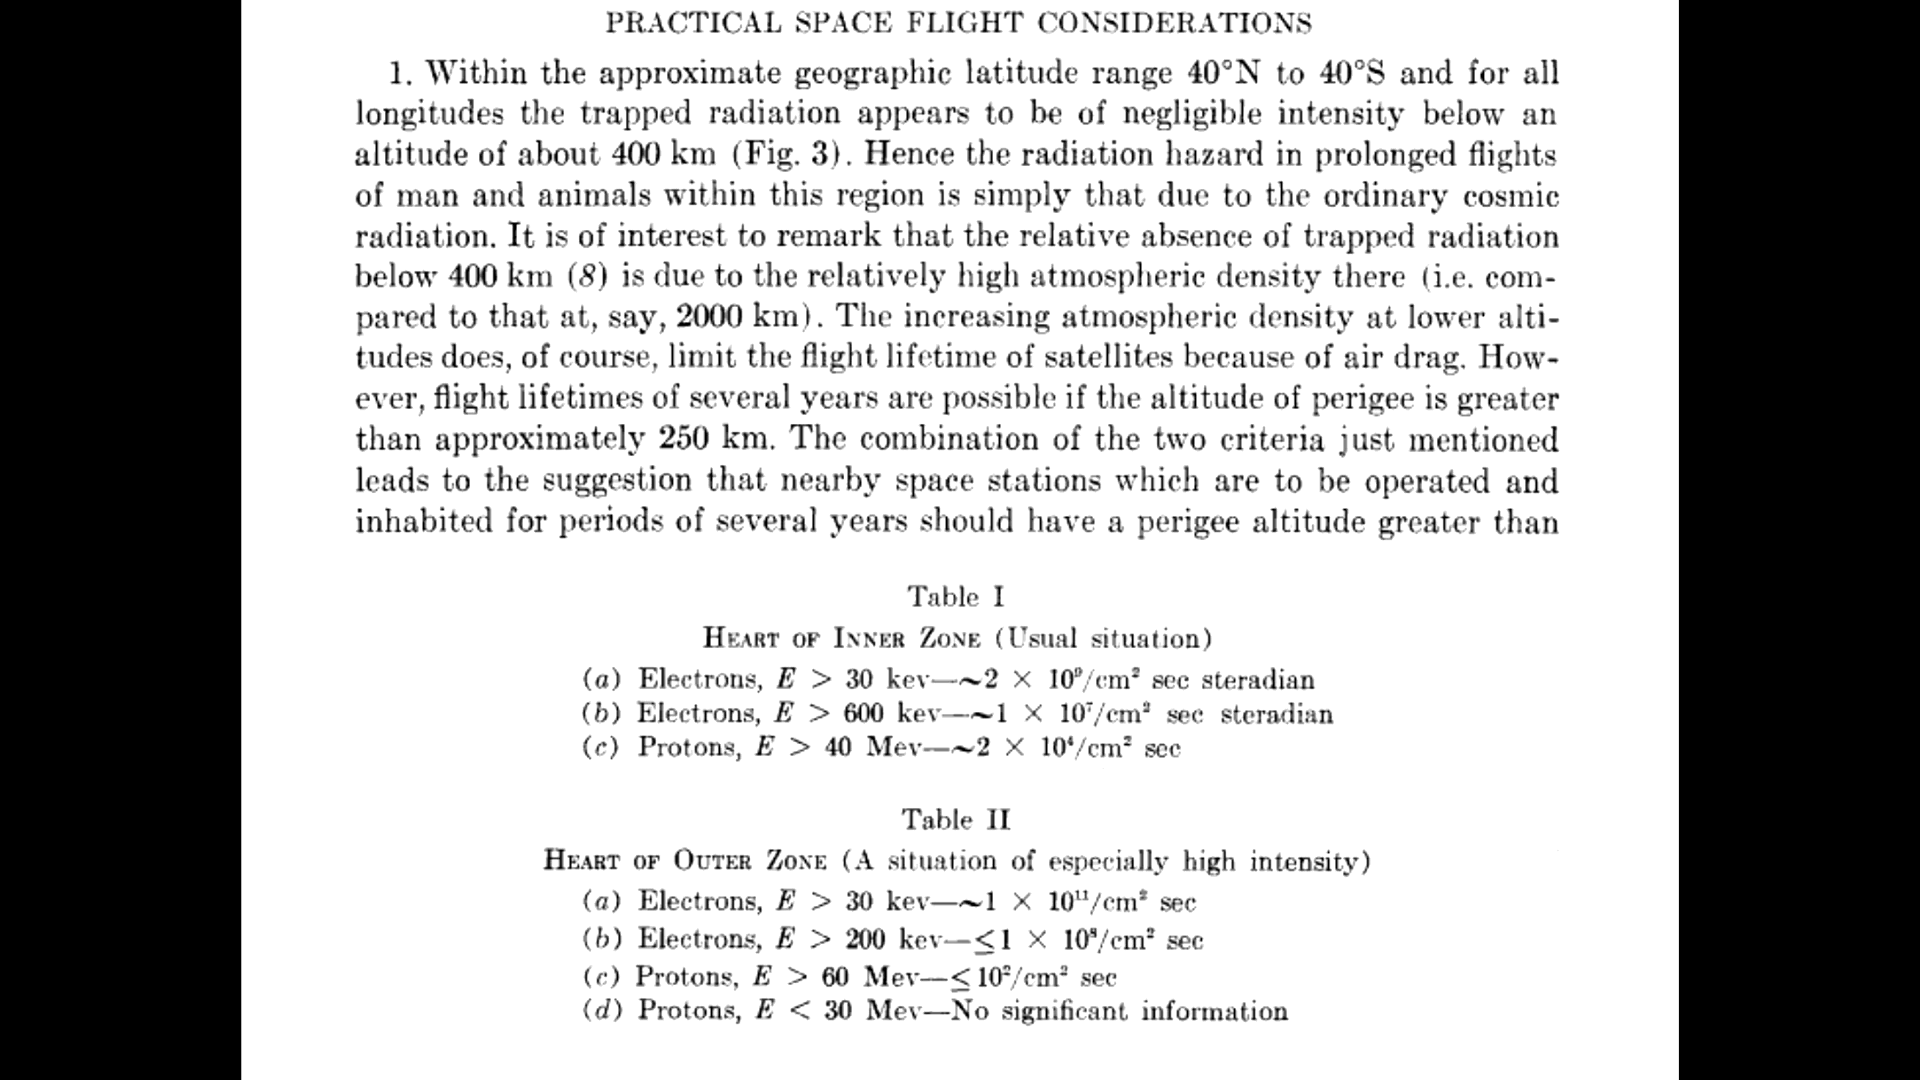 PRACTICAL SPACE FLIGHT CONSIDERATIONS
1. Within the approximate geographic latitude range 40°N to 40°S and for all
longitudes the trapped radiation appears to be of negligible intensity below an
altitude of about 400 km (Fig. 3). Hence the radiation hazard in prolonged flights
of man and animals within this region is simply that due to the ordinary cosmic
radiation. It is of interest to remark that the relative absence of trapped radiation
below 400 km (8) is due to the relatively high atmospheric density there (i.e. com-
pared to that at, say, 2000 km). The increasing atmospheric density at lower alti-
tudes does, of course, limit the flight lifetime of satellites because of air drag. How-
ever, flight lifetimes of several years are possible if the altitude of perigee is greater
than approximately 250 km. The combination of the two criteria just mentioned
leads to the suggestion that nearby space stations which are to be operated and
inhabited for periods of several years should have a perigee altitude greater than
Table I
HEART OF INNER ZONE (Usual situation)
(a) Electrons, E > 30 kev—~2 × 10⁹/cm² sec steradian
(b) Electrons, E > 600 kev—~1 × 10⁷/cm² sec steradian
(c) Protons, E > 40 Mev—~2 × 10⁴/cm² sec
Table II
HEART OF OUTER ZONE (A situation of especially high intensity)
(a) Electrons, E > 30 kev—~1 × 10¹¹/cm² sec
(b) Electrons, E > 200 kev—≤1 × 10⁸/cm² sec
(c) Protons, E > 60 Mev—≤10²/cm² sec
(d) Protons, E < 30 Mev—No significant information